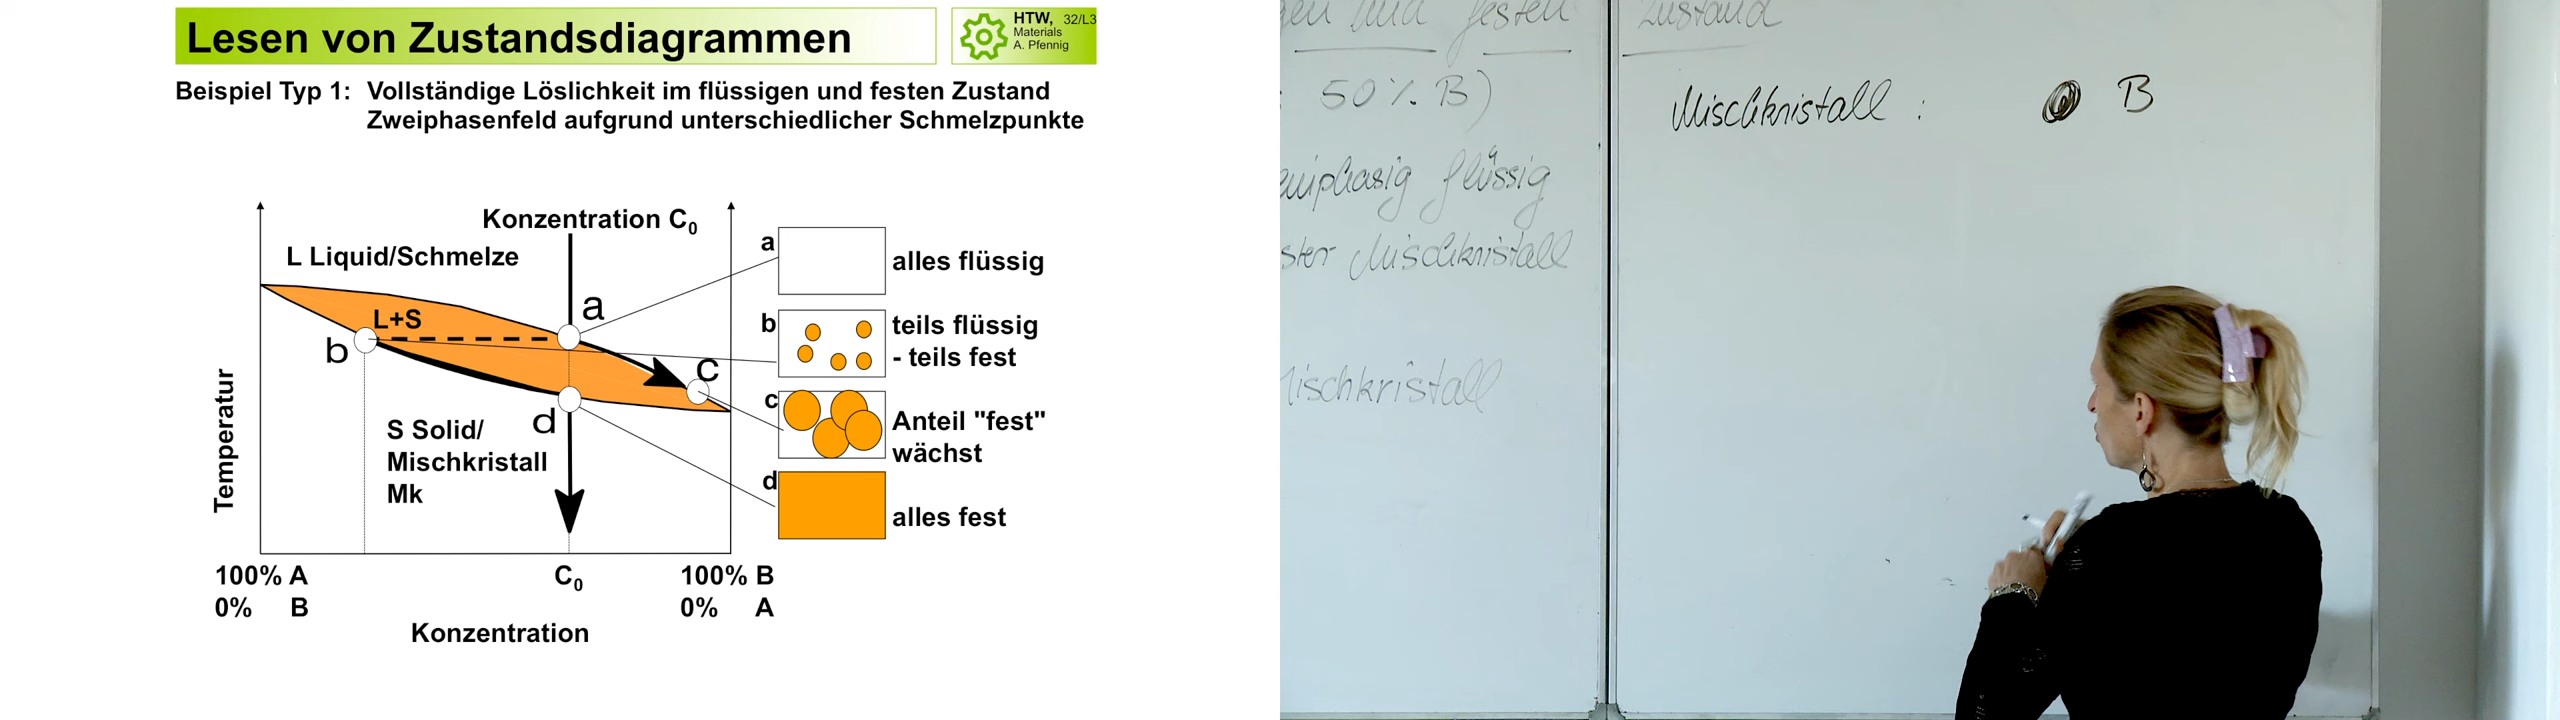 Lesen von Zustandsdiagrammen
HTW, 32/L3
Materials
A. Pfennig
Beispiel Typ 1: Vollständige Löslichkeit im flüssigen und festen Zustand
Zweiphasenfeld aufgrund unterschiedlicher Schmelzpunkte
Konzentration C0
L Liquid/Schmelze
a
L+S
b
c
d
S Solid/
Mischkristall
Mk
Temperatur
a alles flüssig
b teils flüssig
- teils fest
c Anteil "fest"
wächst
d alles fest
100% A C0 100% B
0% B 0% A
Konzentration
und festen Zustand
50% B)
einphasig flüssig
Mischkristall
Mischkristall
Mischkristall : B